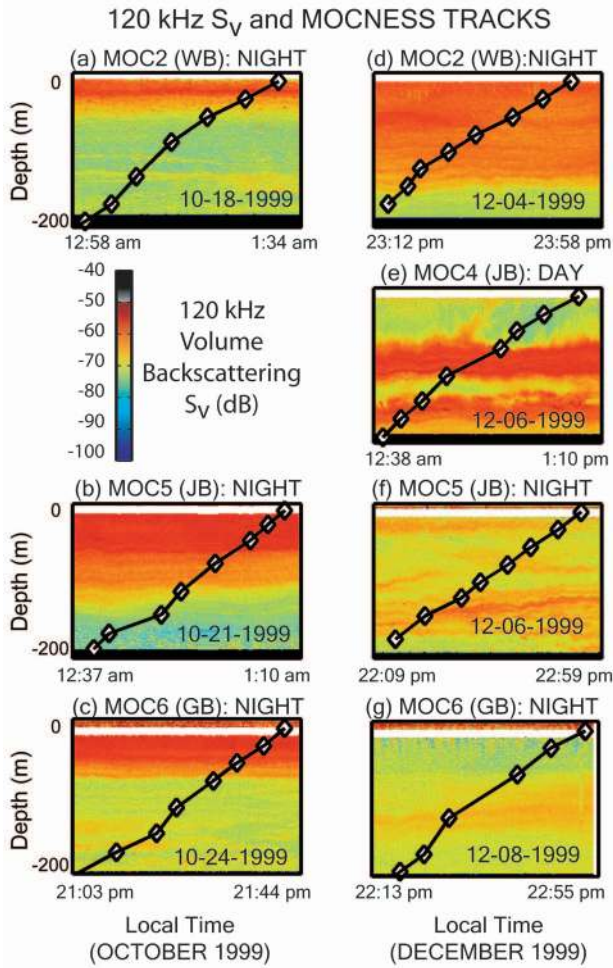 120 kHz Sv and MOCNESS TRACKS
(a) MOC2 (WB): NIGHT
0
Depth (m)
-200
10-18-1999
12:58 am 1:34 am
(d) MOC2 (WB):NIGHT
12-04-1999
23:12 pm 23:58 pm
-40
-50
-60
-70
-80
-90
-100
120 kHz
Volume
Backscattering
Sv (dB)
(e) MOC4 (JB): DAY
12-06-1999
12:38 am 1:10 pm
(b) MOC5 (JB): NIGHT
0
Depth (m)
-200
10-21-1999
12:37 am 1:10 am
(f) MOC5 (JB): NIGHT
12-06-1999
22:09 pm 22:59 pm
(c) MOC6 (GB): NIGHT
0
Depth (m)
-200
10-24-1999
21:03 pm 21:44 pm
Local Time
(OCTOBER 1999)
(g) MOC6 (GB): NIGHT
12-08-1999
22:13 pm 22:55 pm
Local Time
(DECEMBER 1999)